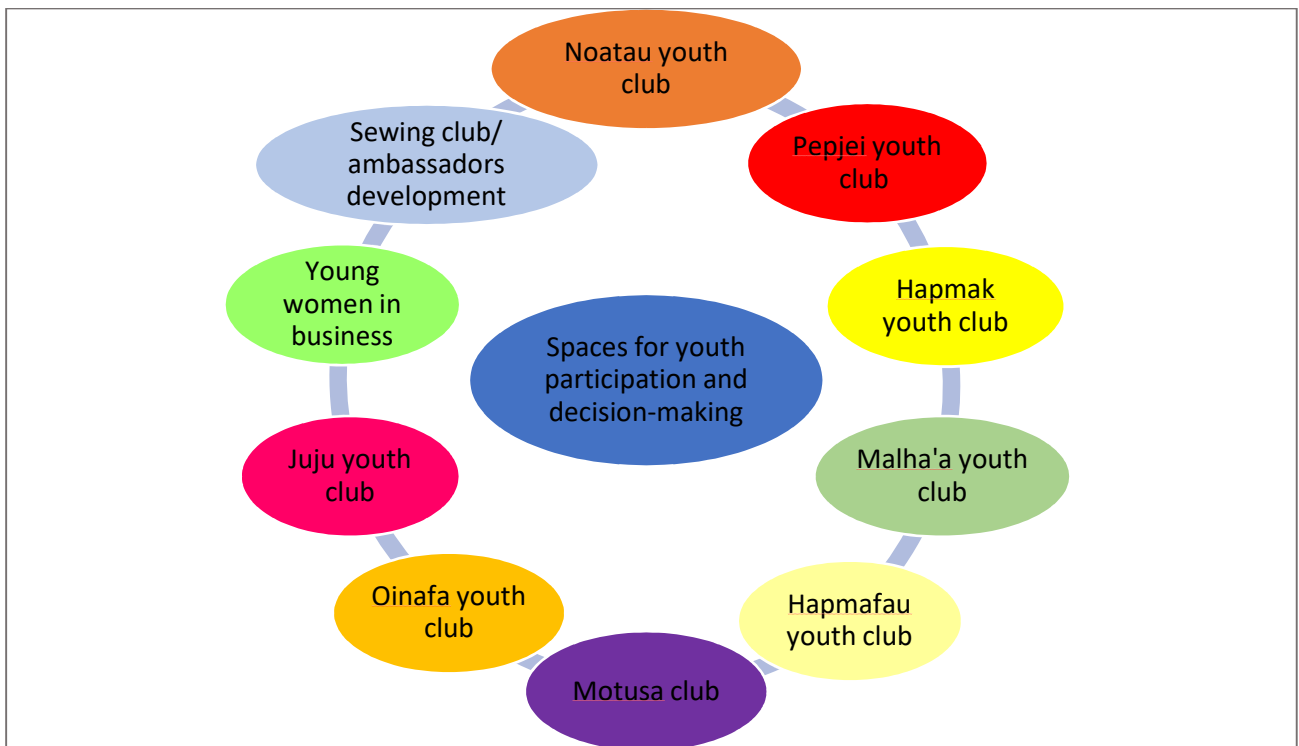 Noatau youth
club
Pepjei youth
club
Hapmak
youth club
Malha'a youth
club
Hapmafau
youth club
Motusa club
Oinafa youth
club
Juju youth
club
Young
women in
business
Sewing club/
ambassadors
development
Spaces for youth
participation and
decision-making